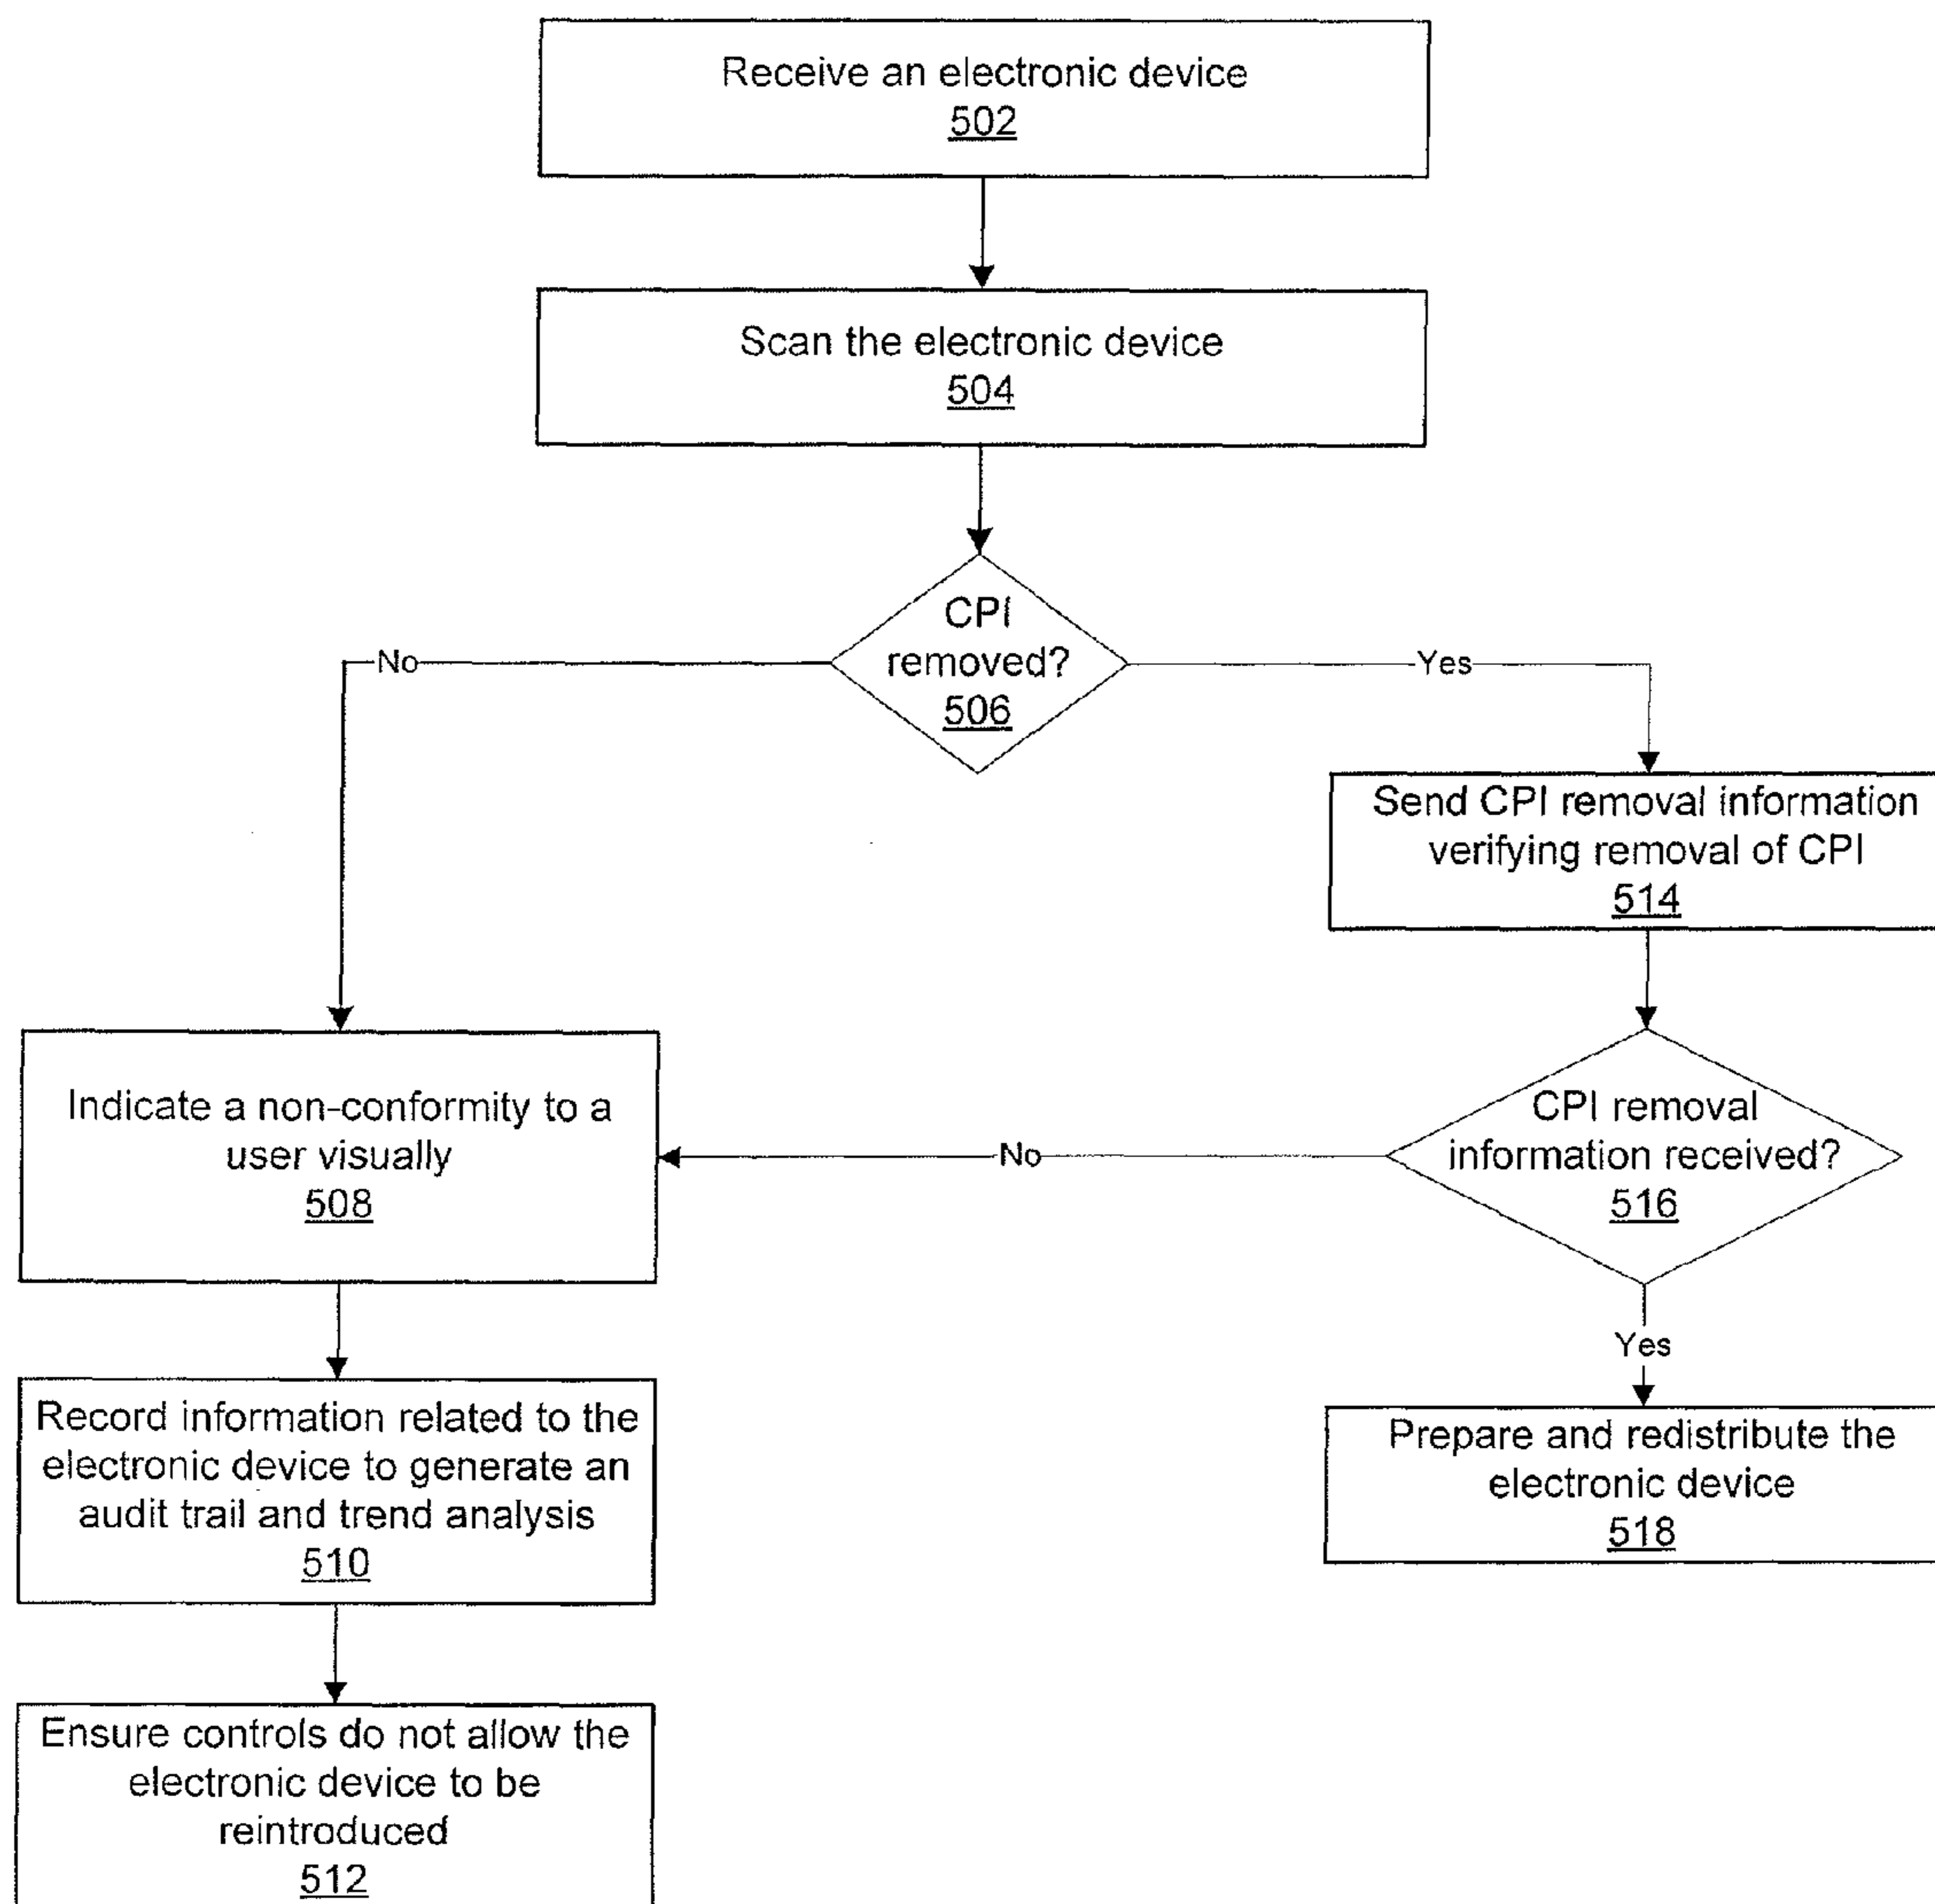 Receive an electronic device
502
Scan the electronic device
504
CPI
removed?
506
No
Yes
Send CPI removal information
verifying removal of CPI
514
Indicate a non-conformity to a
user visually
508
No
CPI removal
information received?
516
Yes
Record information related to the
electronic device to generate an
audit trail and trend analysis
510
Prepare and redistribute the
electronic device
518
Ensure controls do not allow the
electronic device to be
reintroduced
512